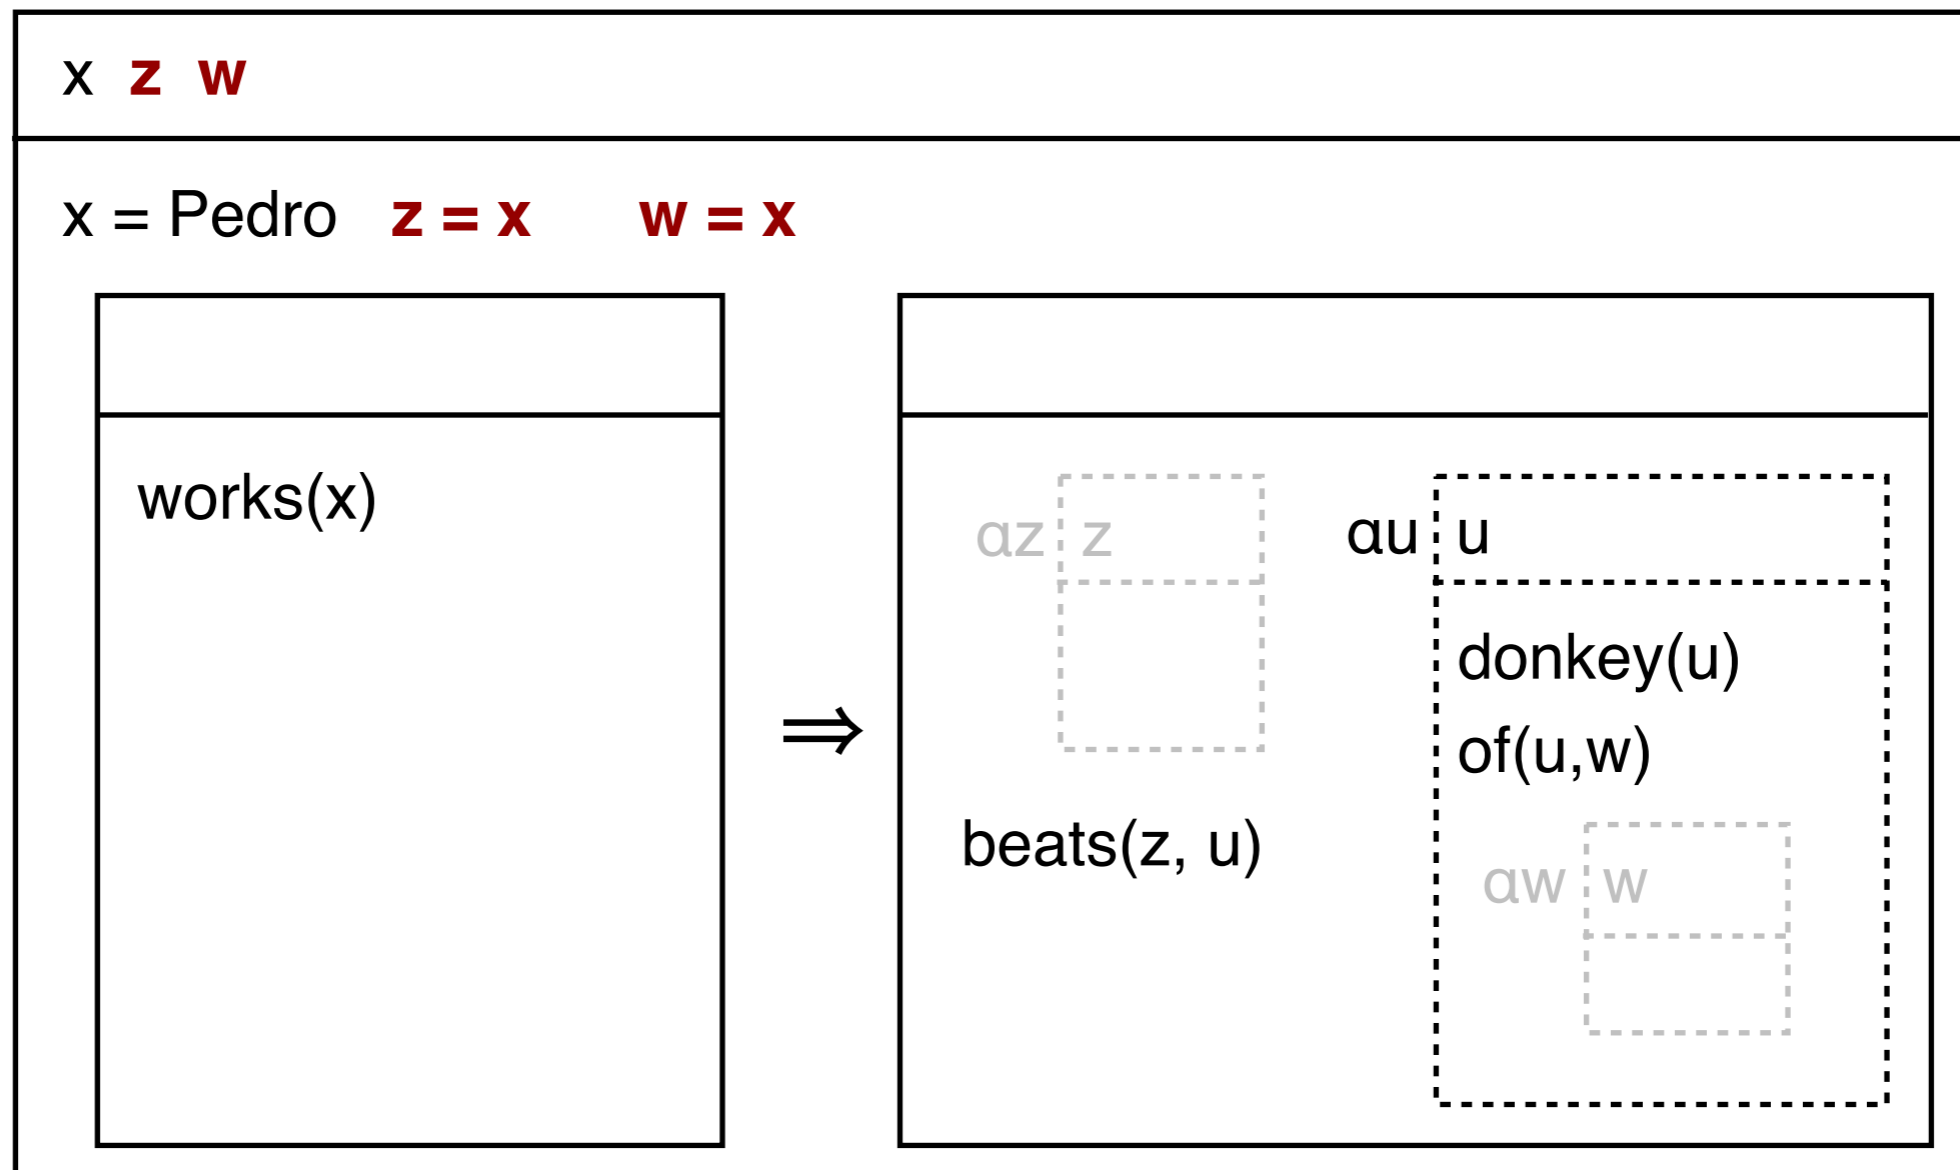 x z w
x = Pedro z = x w = x
works(x)
⇒
αz z
αu u
donkey(u)
of(u,w)
beats(z, u)
αw w